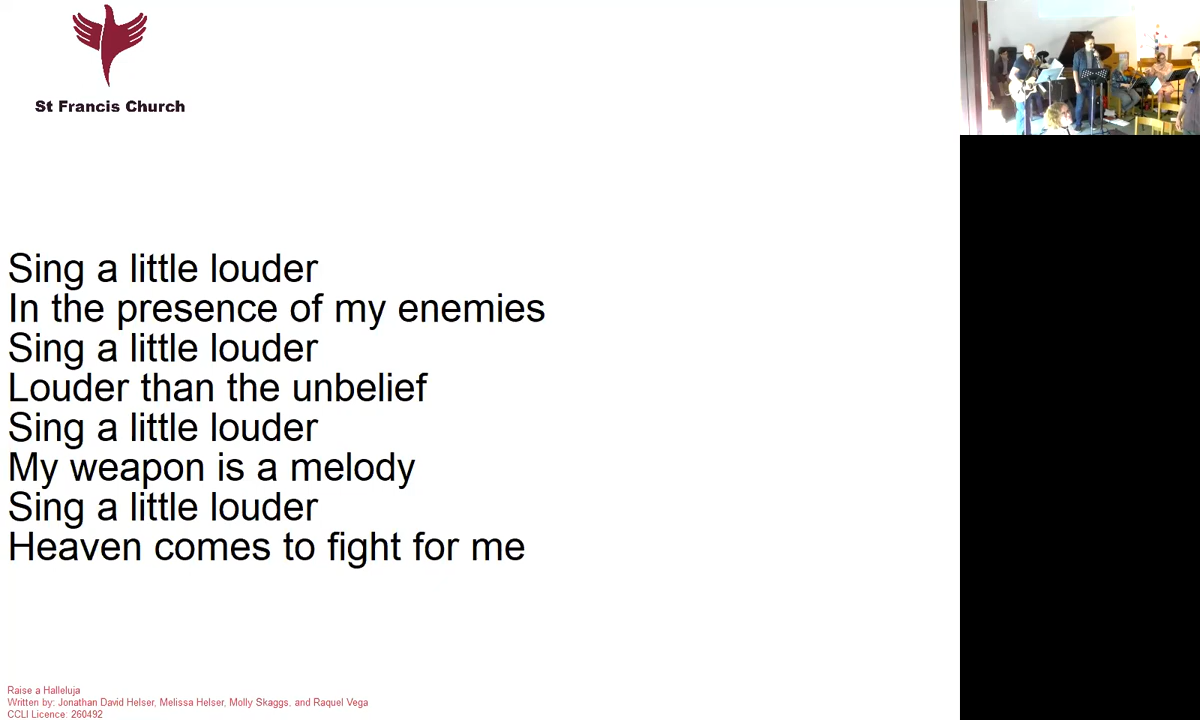 St Francis Church
Sing a little louder
In the presence of my enemies
Sing a little louder
Louder than the unbelief
Sing a little louder
My weapon is a melody
Sing a little louder
Heaven comes to fight for me
Raise a Halleluja
Written by: Jonathan David Helser, Melissa Helser, Molly Skaggs, and Raquel Vega
CCLI Licence: 260492